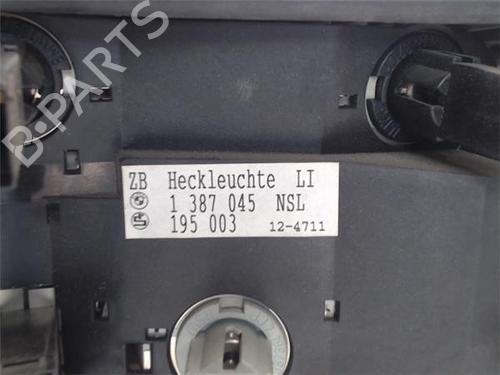 B-PARTS
ZB Heckleuchte LI
1 387 045 NSL
195 003 12-4711